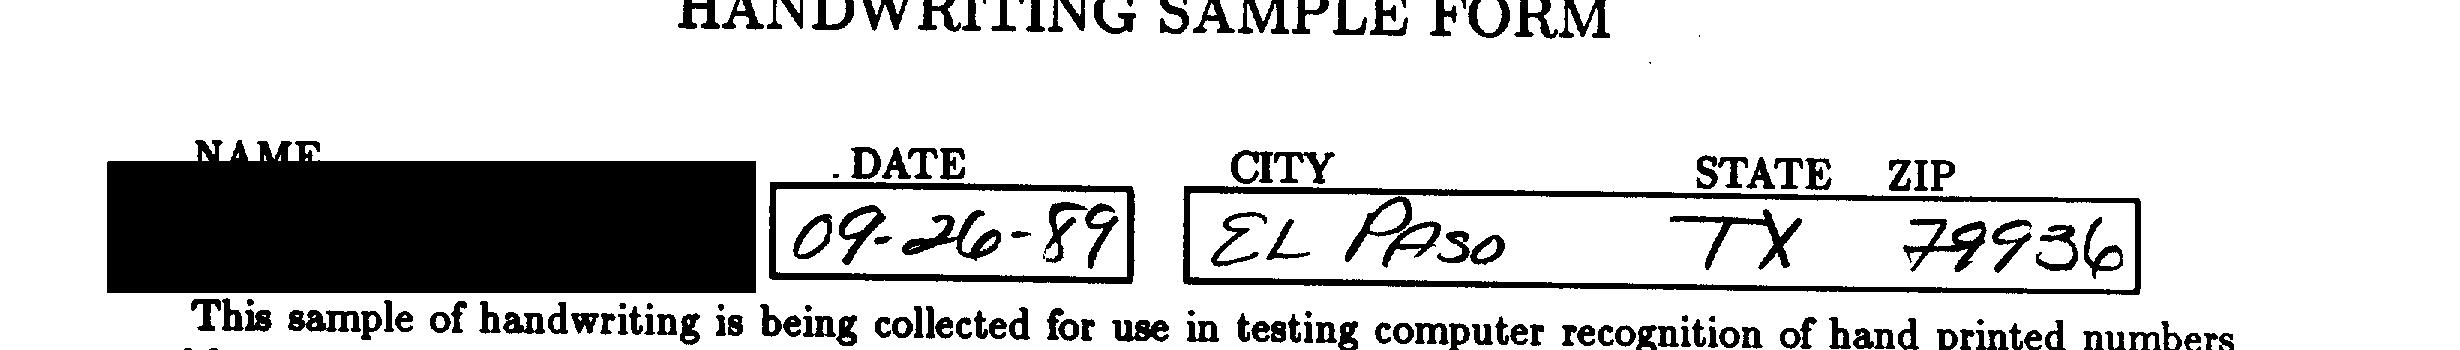 HANDWRITING SAMPLE FORM
NAME DATE CITY STATE ZIP
09-26-89 EL PASO TX 79936
This sample of handwriting is being collected for use in testing computer recognition of hand printed numbers